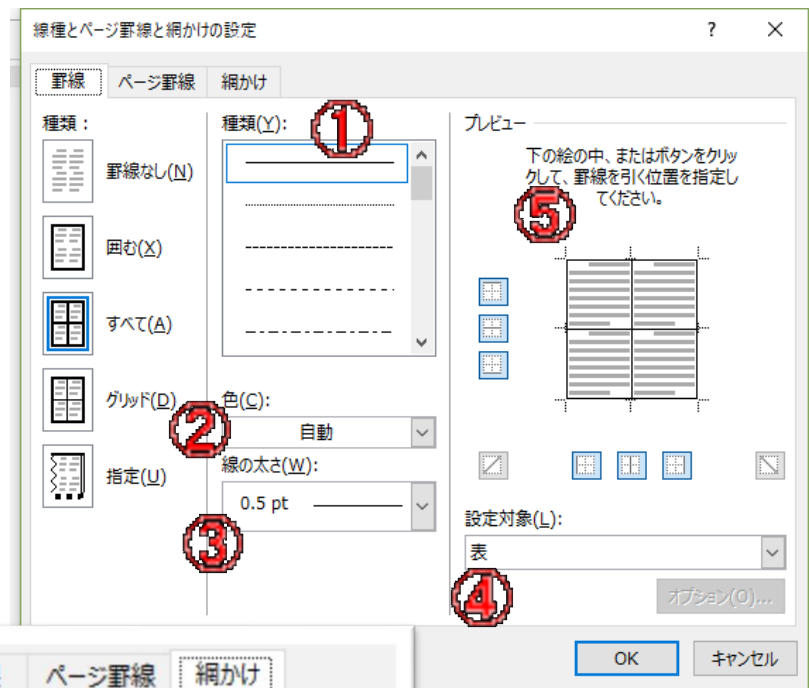 線種とページ罫線と網かけの設定 ? ×
罫線 ページ罫線 網かけ
種類:
罫線なし(N)
囲む(X)
すべて(A)
グリッド(D)
指定(U)
種類(Y):
①
色(C):
②
自動
線の太さ(W):
0.5 pt
③
プレビュー
下の絵の中、またはボタンをクリッ
クして、罫線を引く位置を指定し
てください。
⑤
設定対象(L):
表
④
オプション(O)...
OK キャンセル
ページ罫線 網かけ